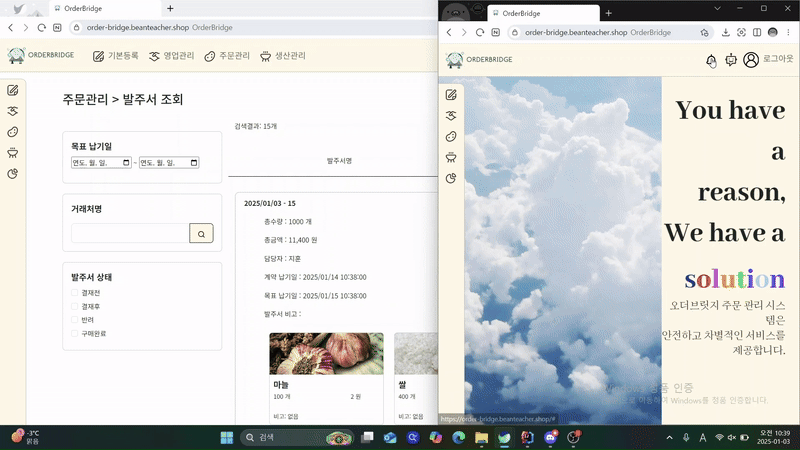 OrderBridge
order-bridge.beanteacher.shop OrderBridge
ORDERBRIDGE
기본등록
영업관리
주문관리
생산관리
주문관리 > 발주서 조회
목표 납기일
연도. 월. 일. ~ 연도. 월. 일.
거래처명
발주서 상태
결재전
결재후
반려
구매완료
검색결과: 15개
발주서명
2025/01/03 - 15
총수량 : 1000 개
총금액 : 11,400 원
담당자 : 지훈
계약 납기일 : 2025/01/14 10:38:00
목표 납기일 : 2025/01/15 10:38:00
발주서 비고 :
마늘
100 개 2 원
비고: 없음
쌀
400 개
비고: 없음
OrderBridge
order-bridge.beanteacher.shop OrderBridge
ORDERBRIDGE
로그아웃
You have
a
reason,
We have a
solution
오더브릿지 주문 관리 시스
템은
안전하고 차별적인 서비스를
제공합니다.
Windows 정품 인증
이동하여 Windows를 정품 인증합니다.
https://order-bridge.beanteacher.shop/#
-3°C
맑음
검색
오전 10:39
2025-01-03